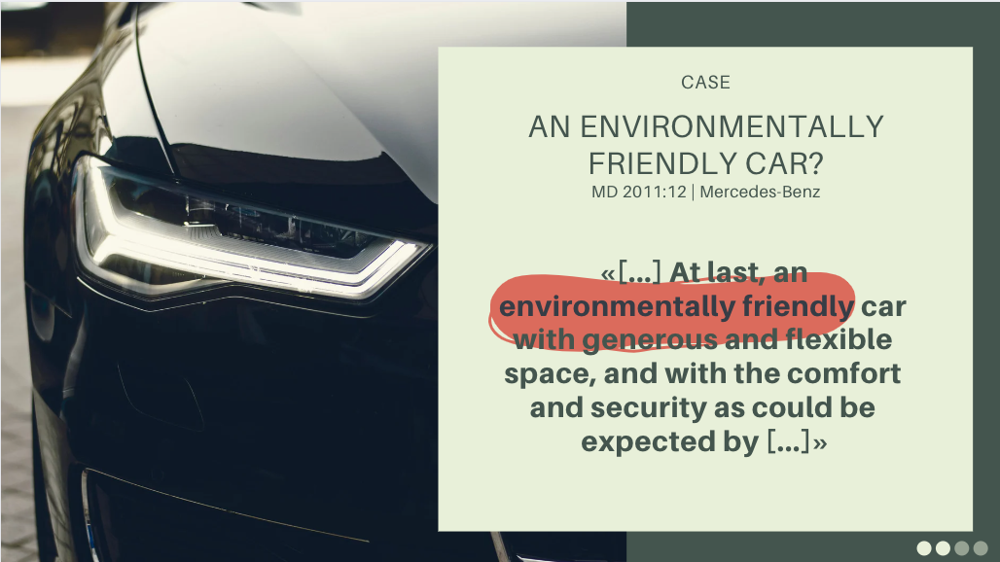 CASE
AN ENVIRONMENTALLY
FRIENDLY CAR?
MD 2011:12 | Mercedes-Benz
«[...] At last, an
environmentally friendly car
with generous and flexible
space, and with the comfort
and security as could be
expected by [...]»